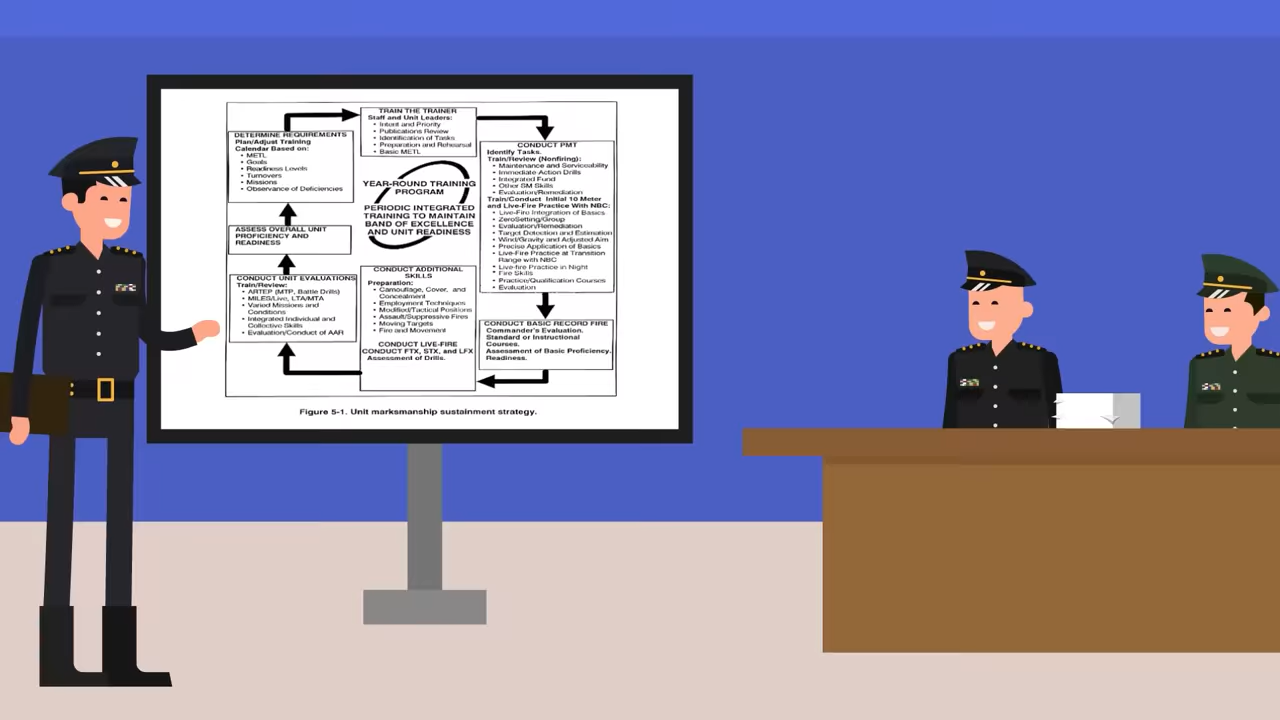 TRAIN THE TRAINER
Staff and Unit Leaders:
• Intent and Priority
• Publications Review
• Identification of Tasks
• Preparation and Rehearsal
• Basic METL
DETERMINE REQUIREMENTS
Plan/Adjust Training
Calendar Based on:
• METL
• Goals
• Readiness Levels
• Turnovers
• Missions
• Observance of Deficiencies
CONDUCT PMT
Identify Tasks.
Train/Review (Nonfiring):
• Maintenance and Serviceability
• Immediate Action Drills
• Integrated Fund
• Other SM Skills
• Evaluation/Remediation
Train/Conduct Initial 10 Meter
and Live-Fire Practice With NBC:
• Live-Fire Integration of Basics
• ZeroSetting/Group
• Evaluation/Remediation
• Target Detection and Estimation
• Wind/Gravity and Adjusted Aim
• Precise Application of Basics
• Live-Fire Practice at Transition
Range with NBC
• Live-fire Practice in Night
• Fire Skills
• Practice/Qualification Courses
• Evaluation
YEAR-ROUND TRAINING
PROGRAM
PERIODIC INTEGRATED
TRAINING TO MAINTAIN
BAND OF EXCELLENCE
AND UNIT READINESS
ASSESS OVERALL UNIT
PROFICIENCY AND
READINESS
CONDUCT UNIT EVALUATIONS
Train/Review:
• ARTEP (MTP, Battle Drills)
• MILES/Live, LTA/MTA
• Varied Missions and
Conditions
• Integrated Individual and
Collective Skills
• Evaluation/Conduct of AAR
CONDUCT ADDITIONAL
SKILLS
Preparation:
• Camouflage, Cover, and
Concealment
• Employment Techniques
• Modified/Tactical Positions
• Assault/Suppressive Fires
• Moving Targets
• Fire and Movement
CONDUCT LIVE-FIRE
CONDUCT FTX, STX, and LFX
Assessment of Drills.
CONDUCT BASIC RECORD FIRE
Commander's Evaluation.
Standard or Instructional
Courses.
Assessment of Basic Proficiency.
Readiness.
Figure 5-1. Unit marksmanship sustainment strategy.